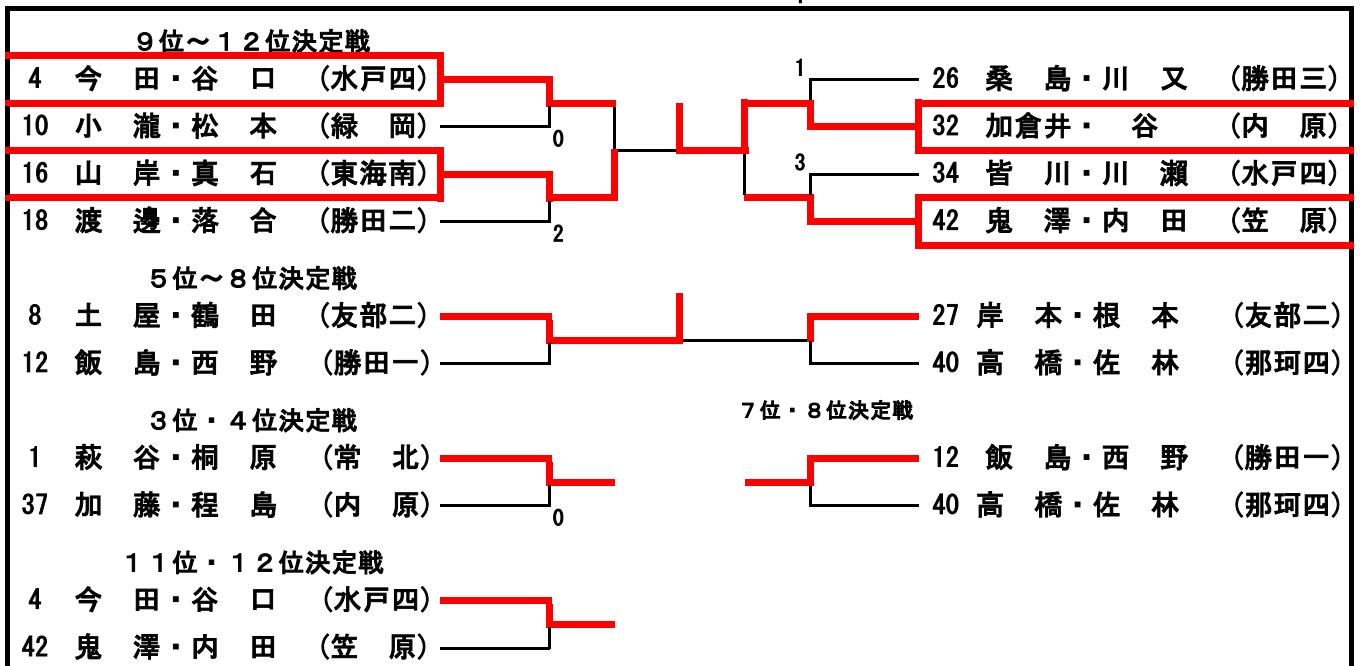 ９位～１２位決定戦
4 今 田・谷 口 （水戸四） 1 26 桑 島・川 又 （勝田三）
10 小 瀧・松 本 （緑 岡） 0 32 加倉井・ 谷 （内 原）
16 山 岸・真 石 （東海南） 3 34 皆 川・川 瀬 （水戸四）
18 渡 邊・落 合 （勝田二） 2 42 鬼 澤・内 田 （笠 原）
５位～８位決定戦
8 土 屋・鶴 田 （友部二） 27 岸 本・根 本 （友部二）
12 飯 島・西 野 （勝田一） 40 高 橋・佐 林 （那珂四）
３位・４位決定戦 ７位・８位決定戦
1 萩 谷・桐 原 （常 北） 12 飯 島・西 野 （勝田一）
37 加 藤・程 島 （内 原） 0 40 高 橋・佐 林 （那珂四）
１１位・１２位決定戦
4 今 田・谷 口 （水戸四）
42 鬼 澤・内 田 （笠 原）